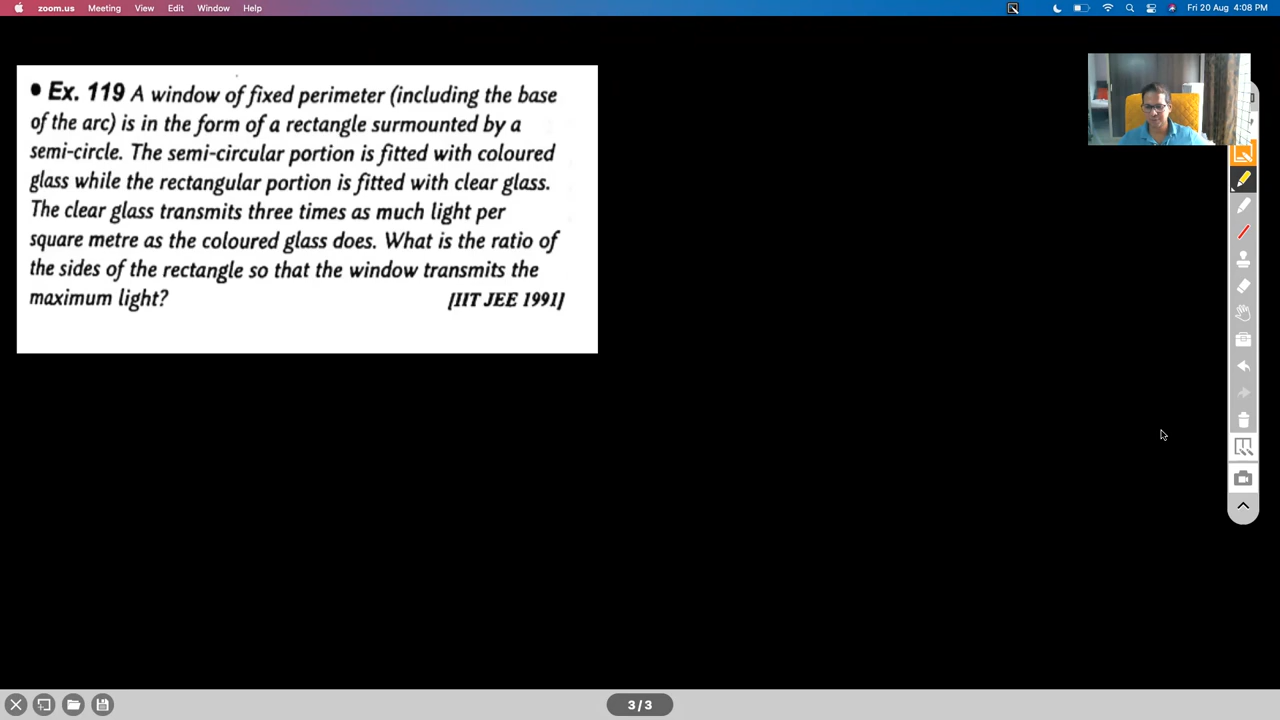 zoom.us Meeting View Edit Window Help Fri 20 Aug 4:08 PM
• Ex. 119 A window of fixed perimeter (including the base
of the arc) is in the form of a rectangle surmounted by a
semi-circle. The semi-circular portion is fitted with coloured
glass while the rectangular portion is fitted with clear glass.
The clear glass transmits three times as much light per
square metre as the coloured glass does. What is the ratio of
the sides of the rectangle so that the window transmits the
maximum light? [IIT JEE 1991]
3/3